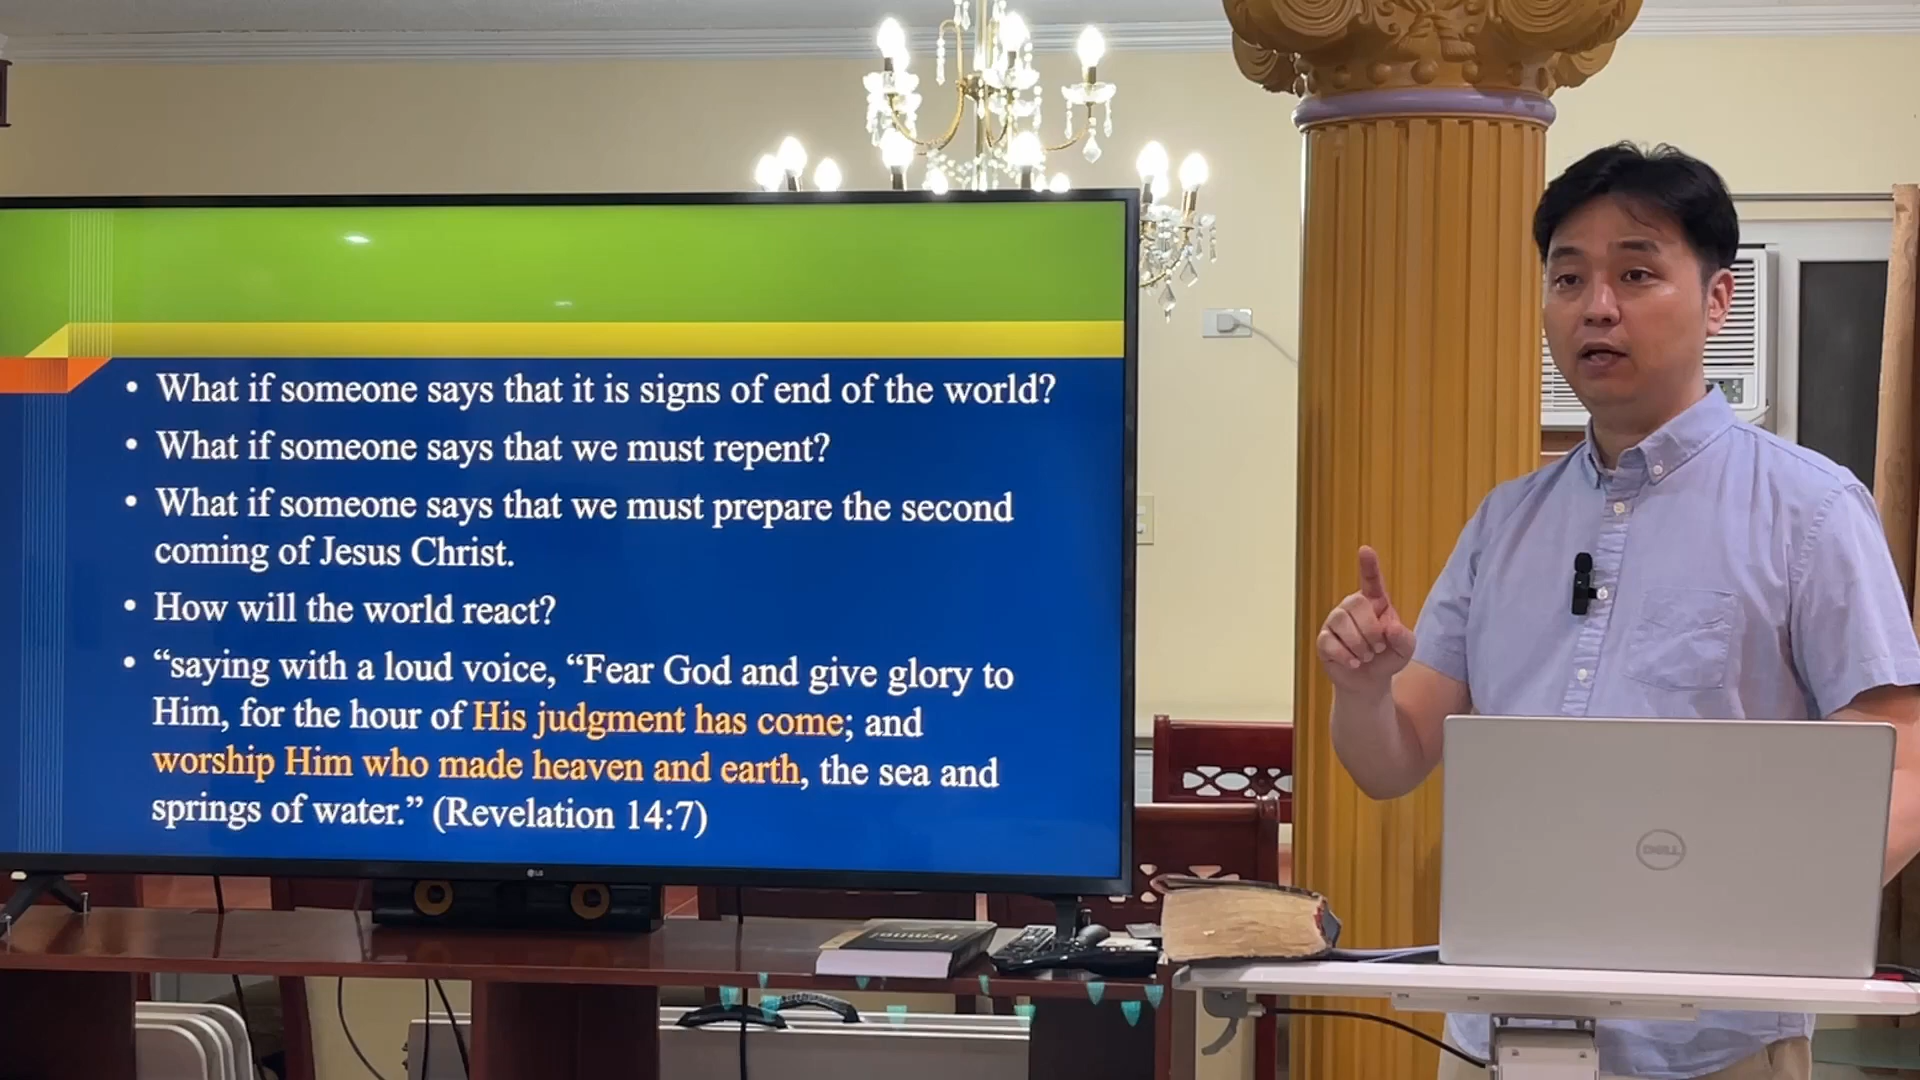 • What if someone says that it is signs of end of the world?
• What if someone says that we must repent?
• What if someone says that we must prepare the second
coming of Jesus Christ.
• How will the world react?
• “saying with a loud voice, “Fear God and give glory to
Him, for the hour of His judgment has come; and
worship Him who made heaven and earth, the sea and
springs of water.” (Revelation 14:7)
LG
Hymnal
DELL